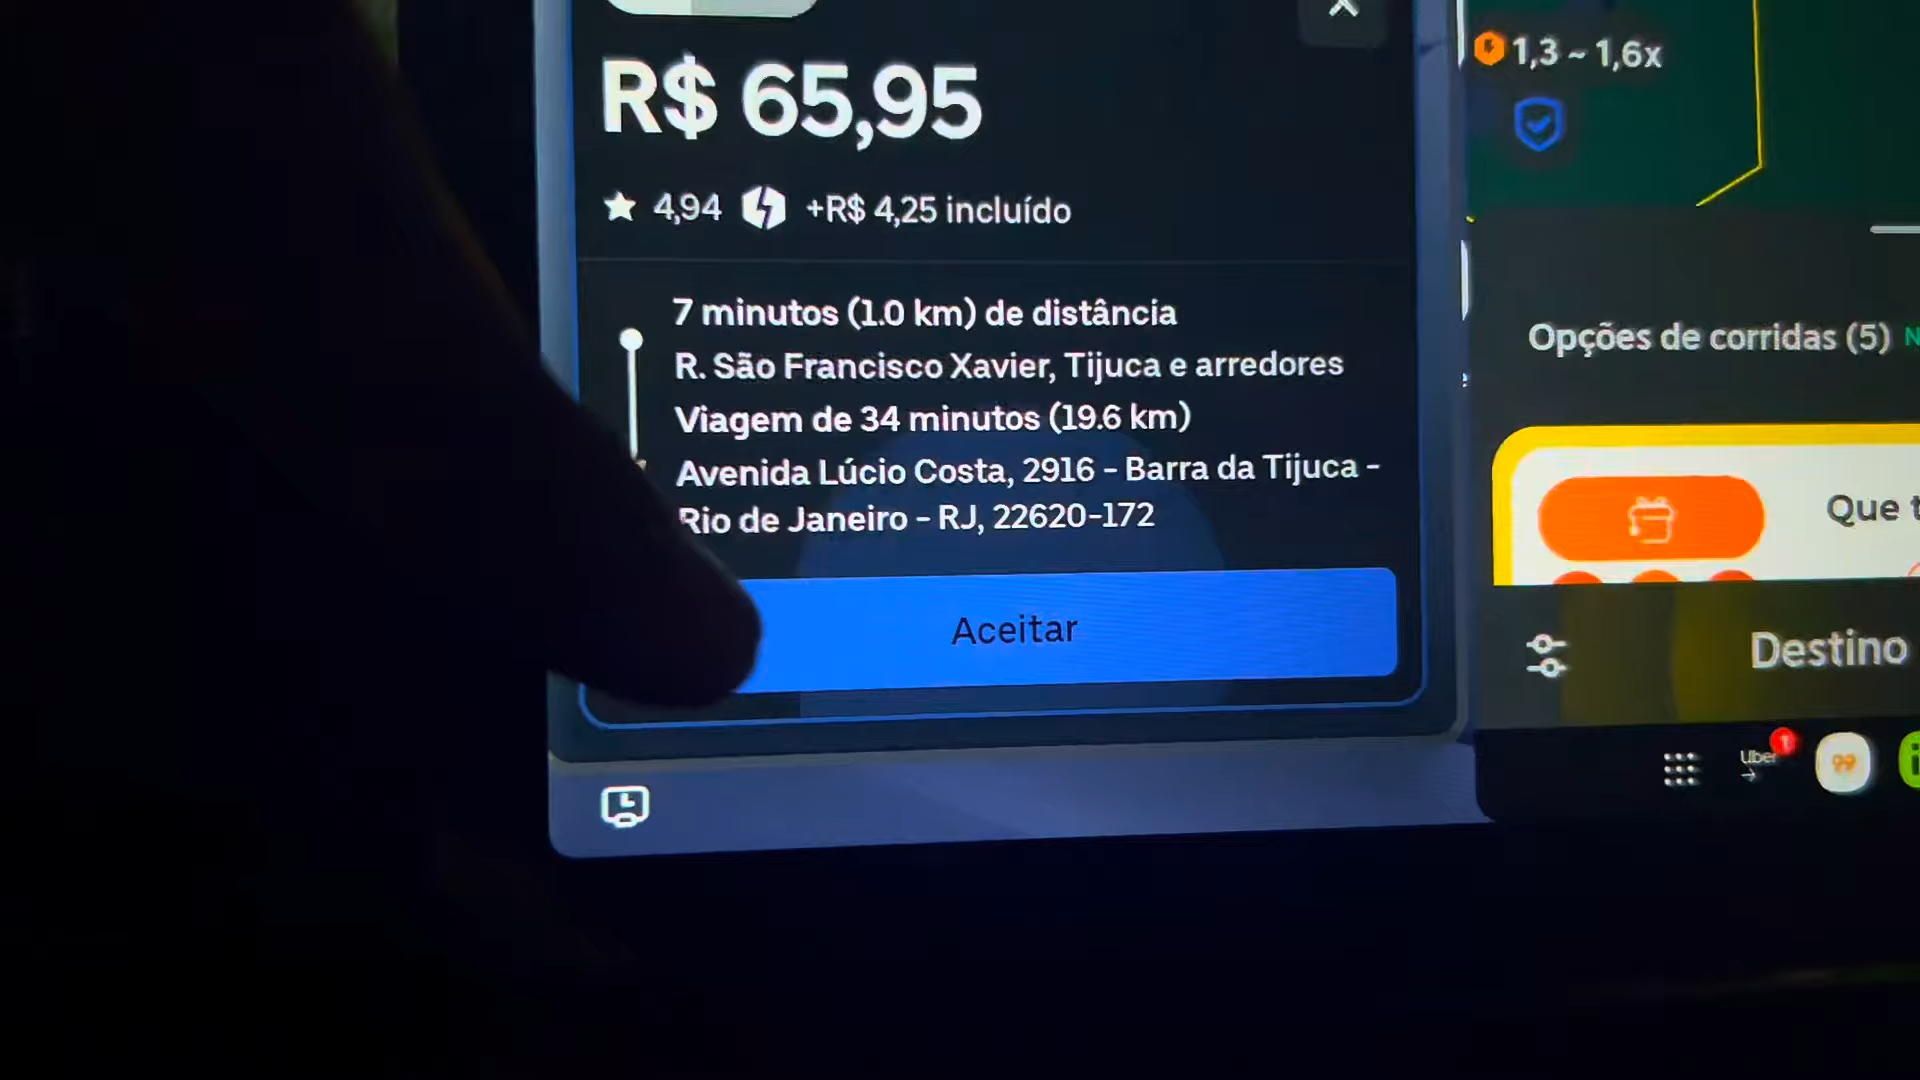 R$ 65,95
4,94 +R$ 4,25 incluído
7 minutos (1.0 km) de distância
R. São Francisco Xavier, Tijuca e arredores
Viagem de 34 minutos (19.6 km)
Avenida Lúcio Costa, 2916 - Barra da Tijuca -
Rio de Janeiro - RJ, 22620-172
Aceitar
1,3 ~ 1,6x
Opções de corridas (5) N
Que t
Destino
Uber
1
99